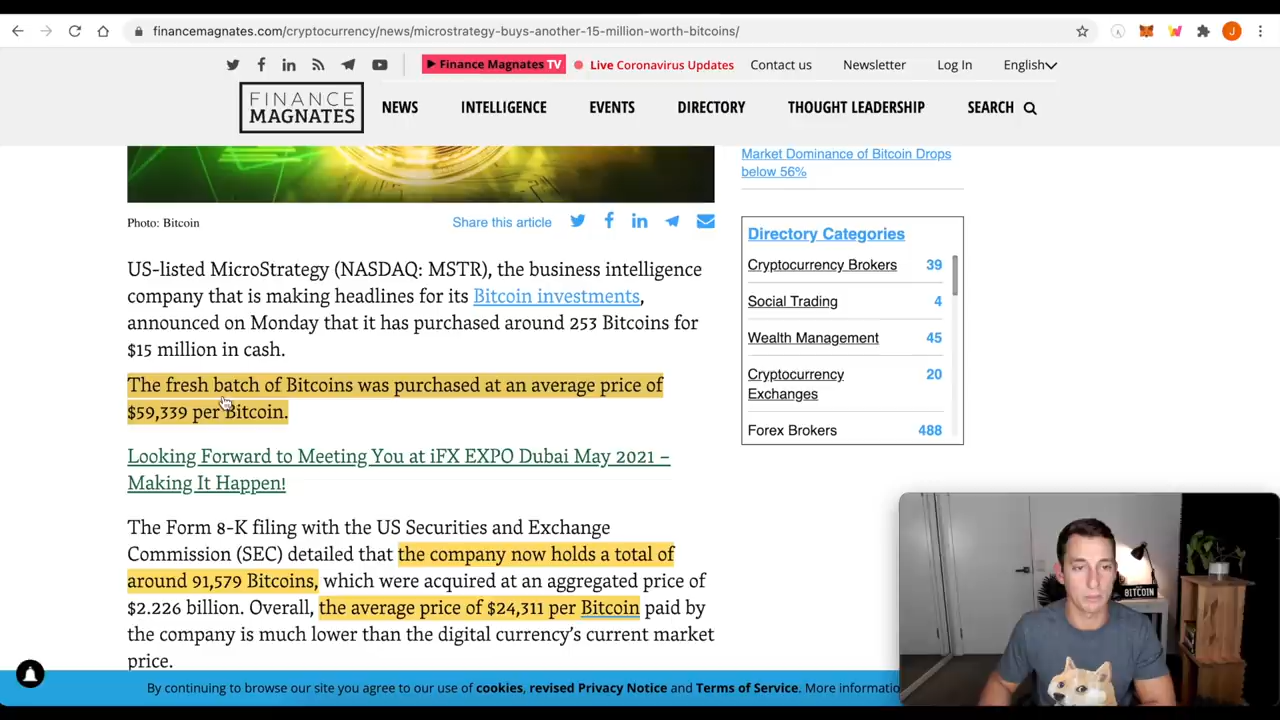 financemagnates.com/cryptocurrency/news/microstrategy-buys-another-15-million-worth-bitcoins/
J
Finance Magnates TV
Live Coronavirus Updates
Contact us
Newsletter
Log In
English
FINANCE
MAGNATES
NEWS
INTELLIGENCE
EVENTS
DIRECTORY
THOUGHT LEADERSHIP
SEARCH
Market Dominance of Bitcoin Drops
below 56%
Photo: Bitcoin
Share this article
US-listed MicroStrategy (NASDAQ: MSTR), the business intelligence
company that is making headlines for its Bitcoin investments,
announced on Monday that it has purchased around 253 Bitcoins for
$15 million in cash.
The fresh batch of Bitcoins was purchased at an average price of
$59,339 per Bitcoin.
Looking Forward to Meeting You at iFX EXPO Dubai May 2021 –
Making It Happen!
The Form 8-K filing with the US Securities and Exchange
Commission (SEC) detailed that the company now holds a total of
around 91,579 Bitcoins, which were acquired at an aggregated price of
$2.226 billion. Overall, the average price of $24,311 per Bitcoin paid by
the company is much lower than the digital currency's current market
price.
Directory Categories
Cryptocurrency Brokers 39
Social Trading 4
Wealth Management 45
Cryptocurrency 20
Exchanges
Forex Brokers 488
BITCOIN
By continuing to browse our site you agree to our use of cookies, revised Privacy Notice and Terms of Service. More